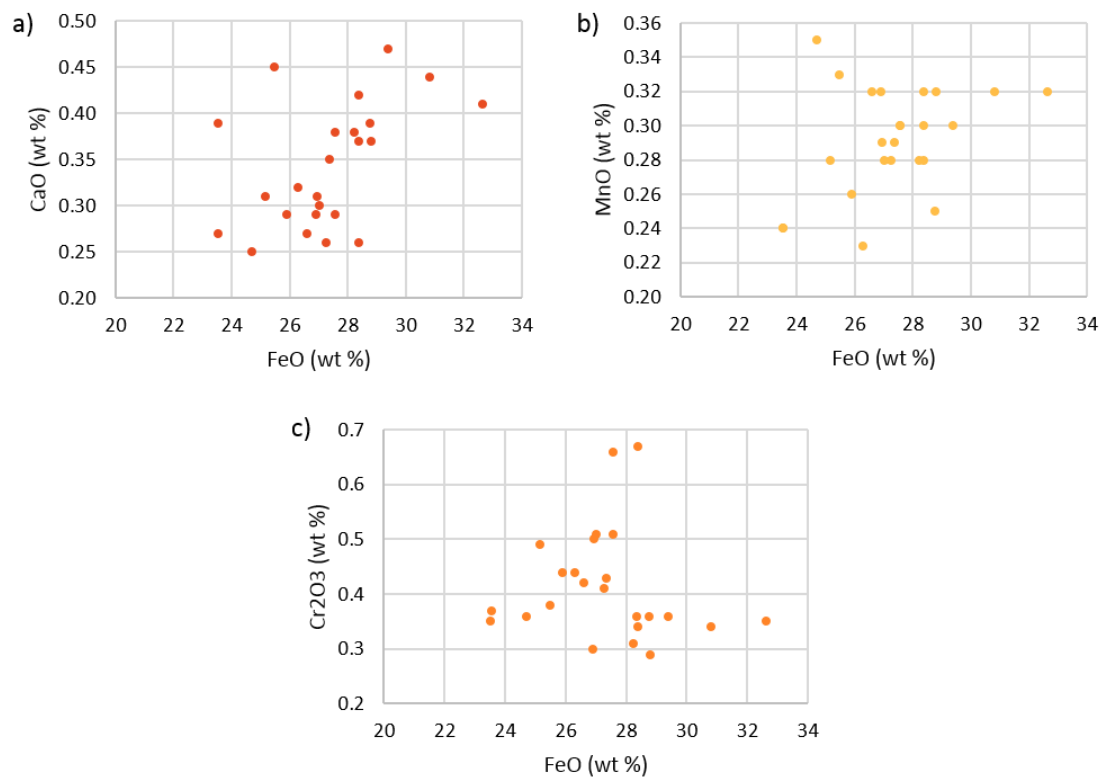 a)
0.50
0.45
0.40
0.35
0.30
0.25
0.20
CaO (wt %)
20 22 24 26 28 30 32 34
FeO (wt %)
b)
0.36
0.34
0.32
0.30
0.28
0.26
0.24
0.22
0.20
MnO (wt %)
20 22 24 26 28 30 32 34
FeO (wt %)
c)
0.7
0.6
0.5
0.4
0.3
0.2
Cr2O3 (wt %)
20 22 24 26 28 30 32 34
FeO (wt %)